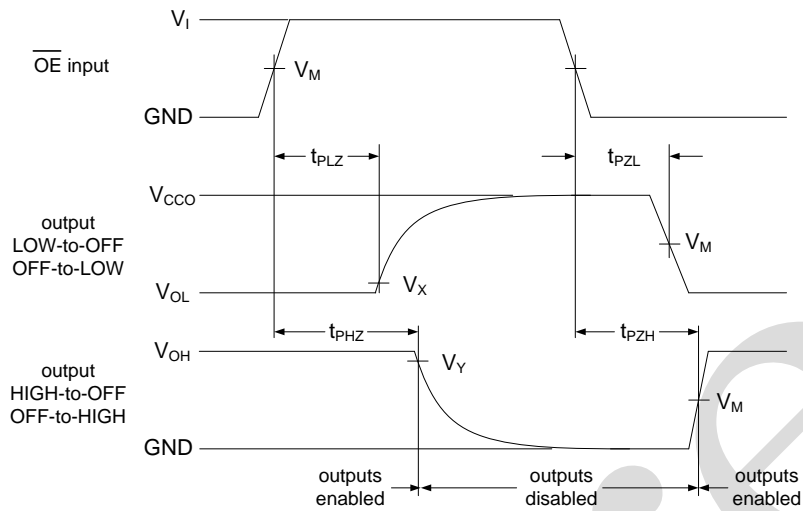 V_I
OE input
V_M
GND
t_PLZ
t_PZL
V_CCO
output
LOW-to-OFF
OFF-to-LOW
V_M
V_OL
V_X
t_PHZ
t_PZH
V_OH
output
HIGH-to-OFF
OFF-to-HIGH
V_Y
V_M
GND
outputs
enabled
outputs
disabled
outputs
enabled